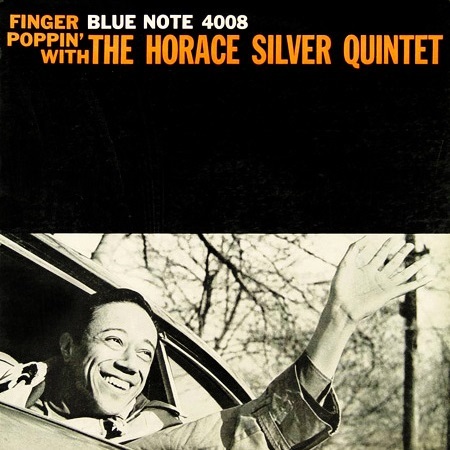 FINGER BLUE NOTE 4008
POPPIN'
WITH THE HORACE SILVER QUINTET